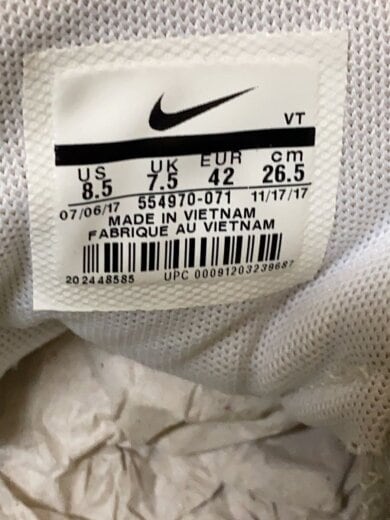 VT
US UK EUR cm
8.5 7.5 42 26.5
07/06/17 554970-071 11/17/17
MADE IN VIETNAM
FABRIQUE AU VIETNAM
202448585 UPC 00091203239687